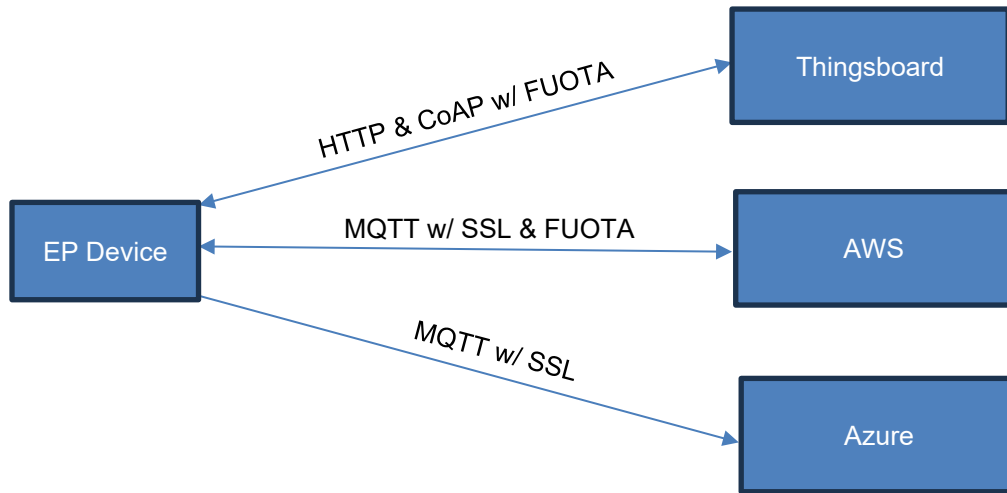 Thingsboard
HTTP & CoAP w/ FUOTA
MQTT w/ SSL & FUOTA
EP Device
AWS
MQTT w/ SSL
Azure